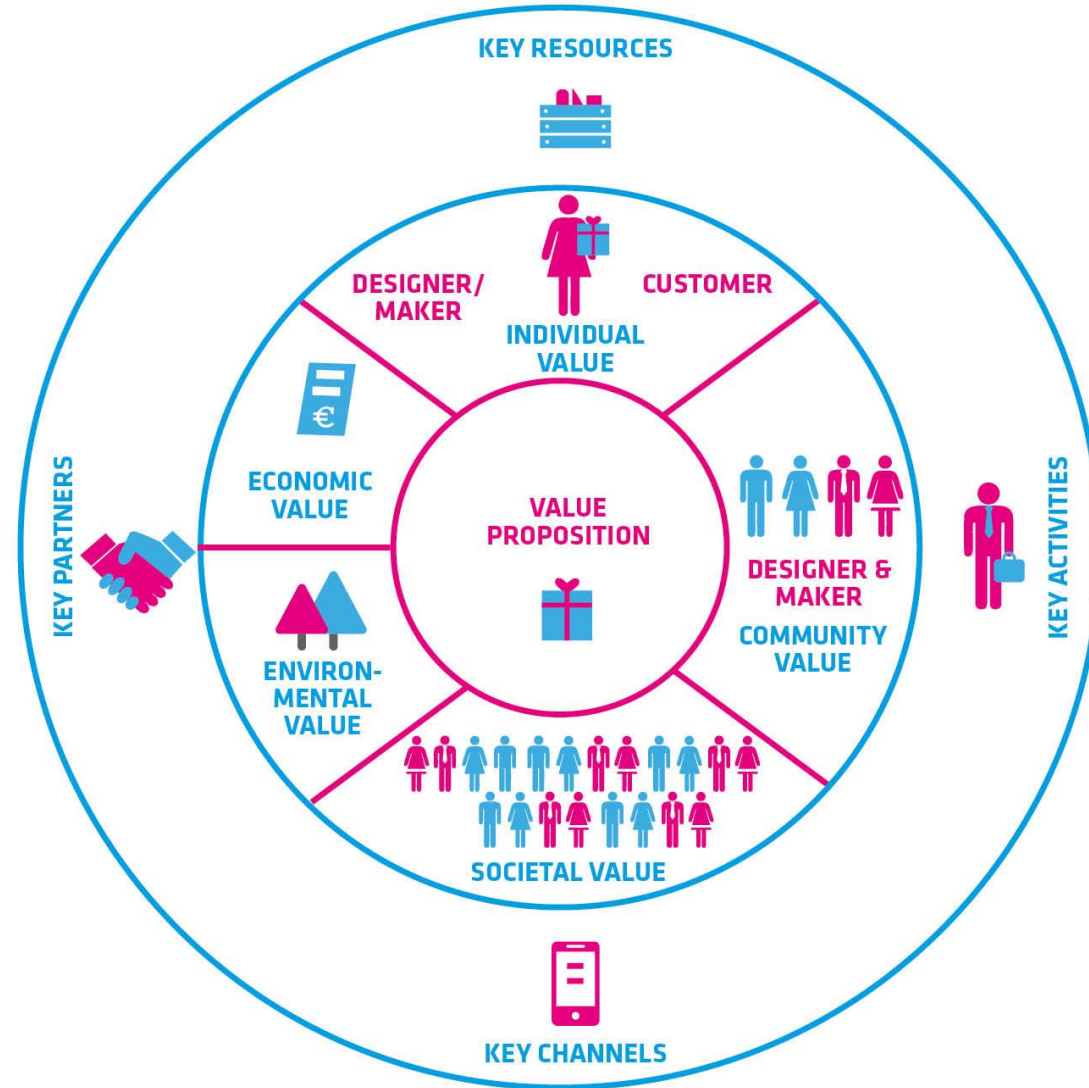 KEY RESOURCES
DESIGNER/
MAKER
CUSTOMER
INDIVIDUAL
VALUE
€
ECONOMIC
VALUE
KEY PARTNERS
VALUE
PROPOSITION
DESIGNER &
MAKER
COMMUNITY
VALUE
KEY ACTIVITIES
ENVIRON-
MENTAL
VALUE
SOCIETAL VALUE
KEY CHANNELS